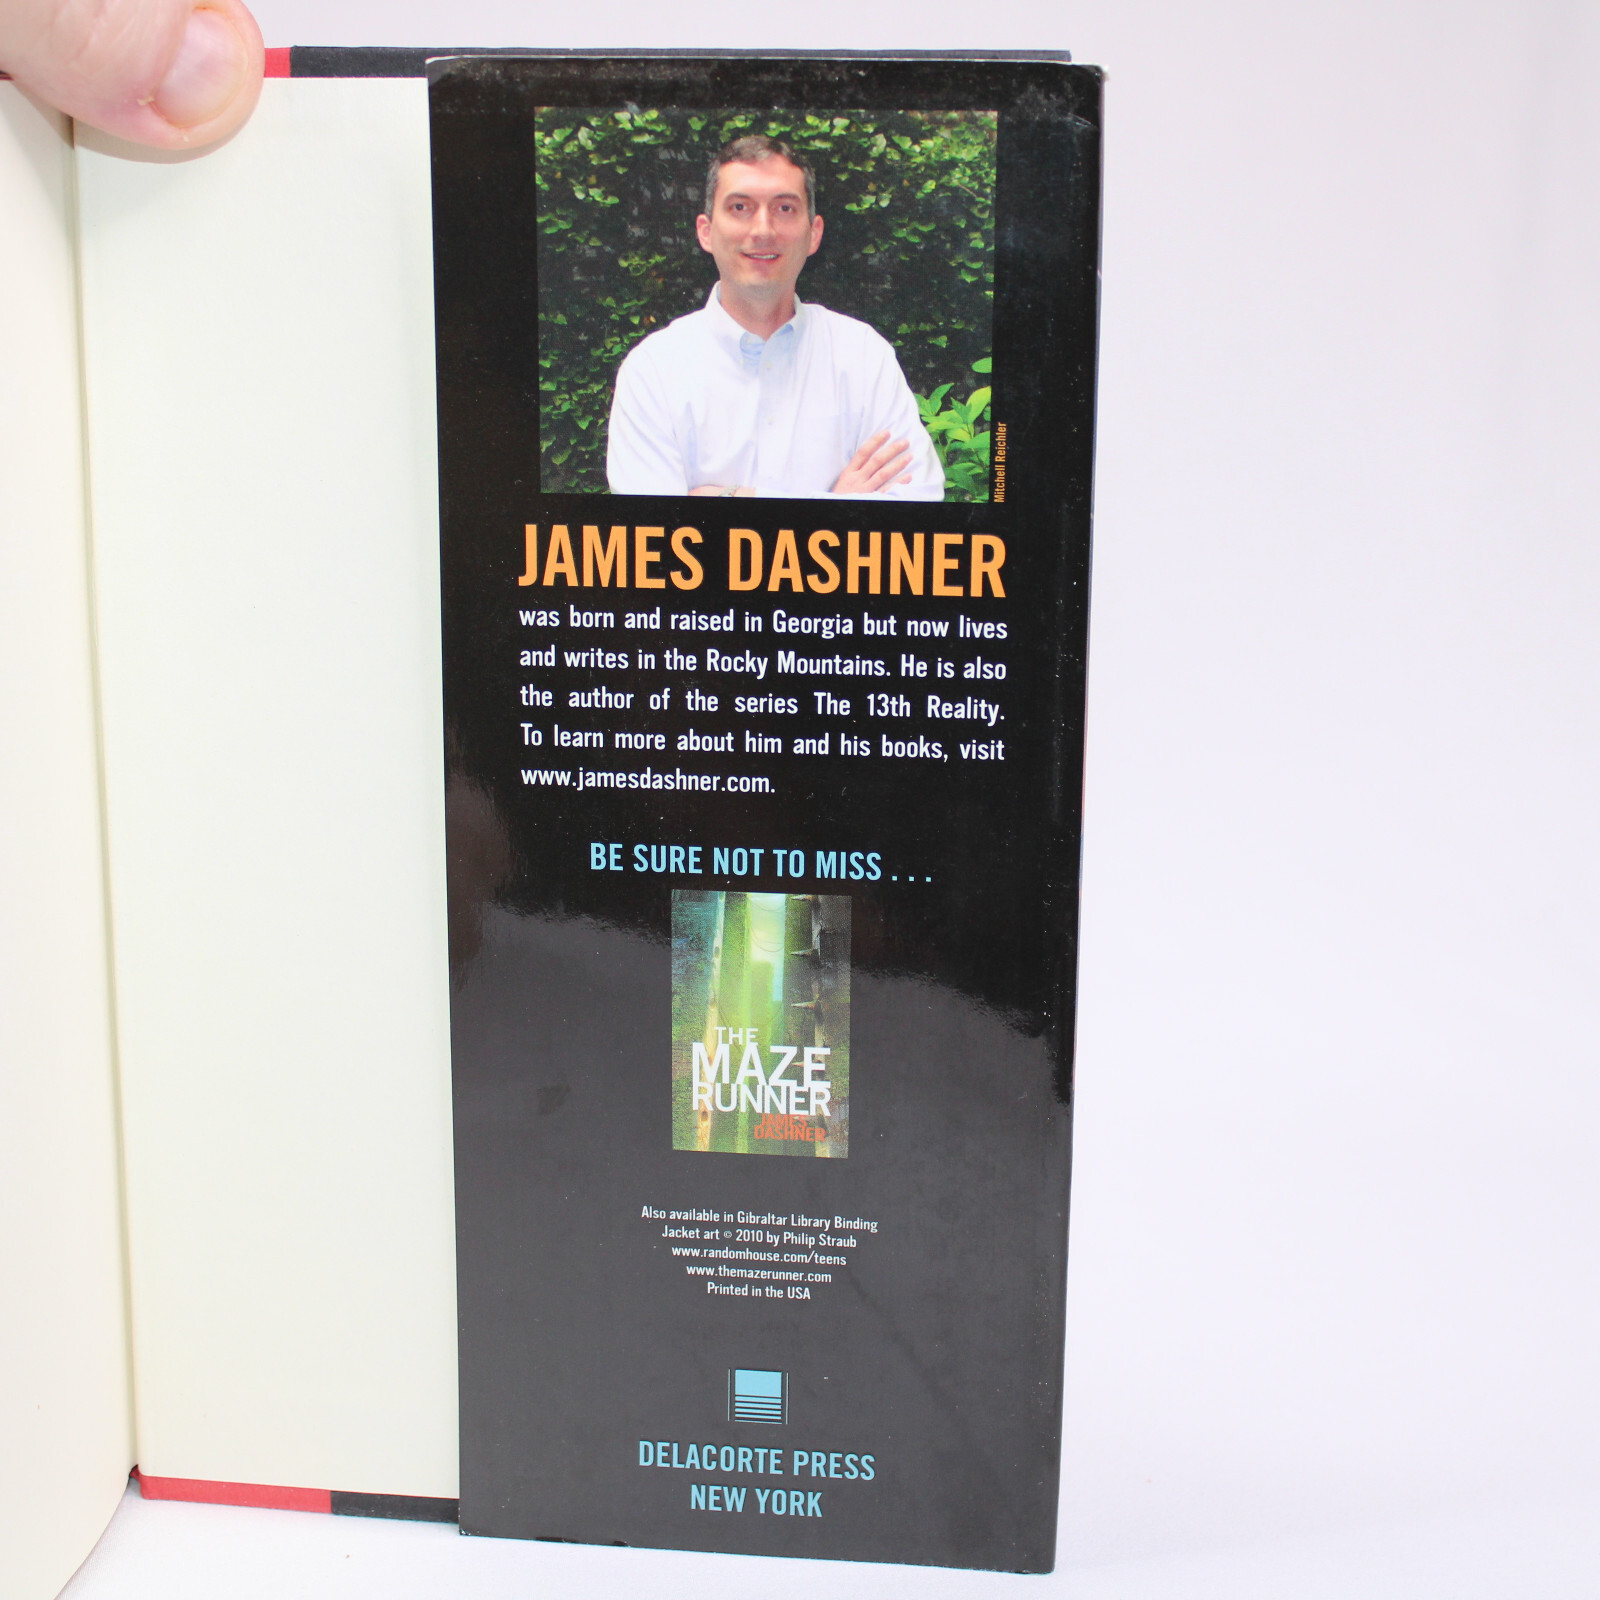 Mitchell Reichler
JAMES DASHNER
was born and raised in Georgia but now lives
and writes in the Rocky Mountains. He is also
the author of the series The 13th Reality.
To learn more about him and his books, visit
www.jamesdashner.com.
BE SURE NOT TO MISS . . .
THE
MAZE
RUNNER
JAMES
DASHNER
Also available in Gibraltar Library Binding
Jacket art © 2010 by Philip Straub
www.randomhouse.com/teens
www.themazerunner.com
Printed in the USA
DELACORTE PRESS
NEW YORK